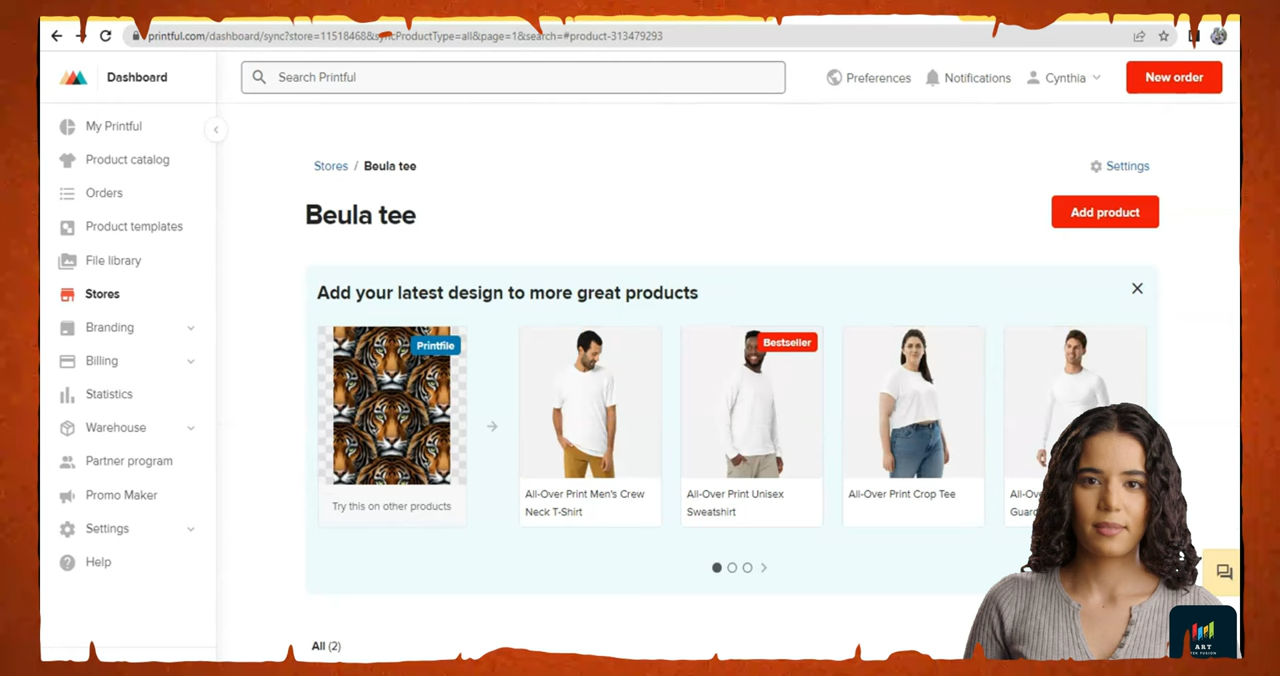 printful.com/dashboard/sync?store=11518468&syncProductType=all&page=1&search=#product-313479293
Dashboard
Search Printful
Preferences
Notifications
Cynthia
New order
My Printful
Product catalog
Orders
Product templates
File library
Stores
Branding
Billing
Statistics
Warehouse
Partner program
Promo Maker
Settings
Help
Stores / Beula tee
Settings
Beula tee
Add product
Add your latest design to more great products
Printfile
Bestseller
Try this on other products
All-Over Print Men's Crew
Neck T-Shirt
All-Over Print Unisex
Sweatshirt
All-Over Print Crop Tee
All (2)
ART